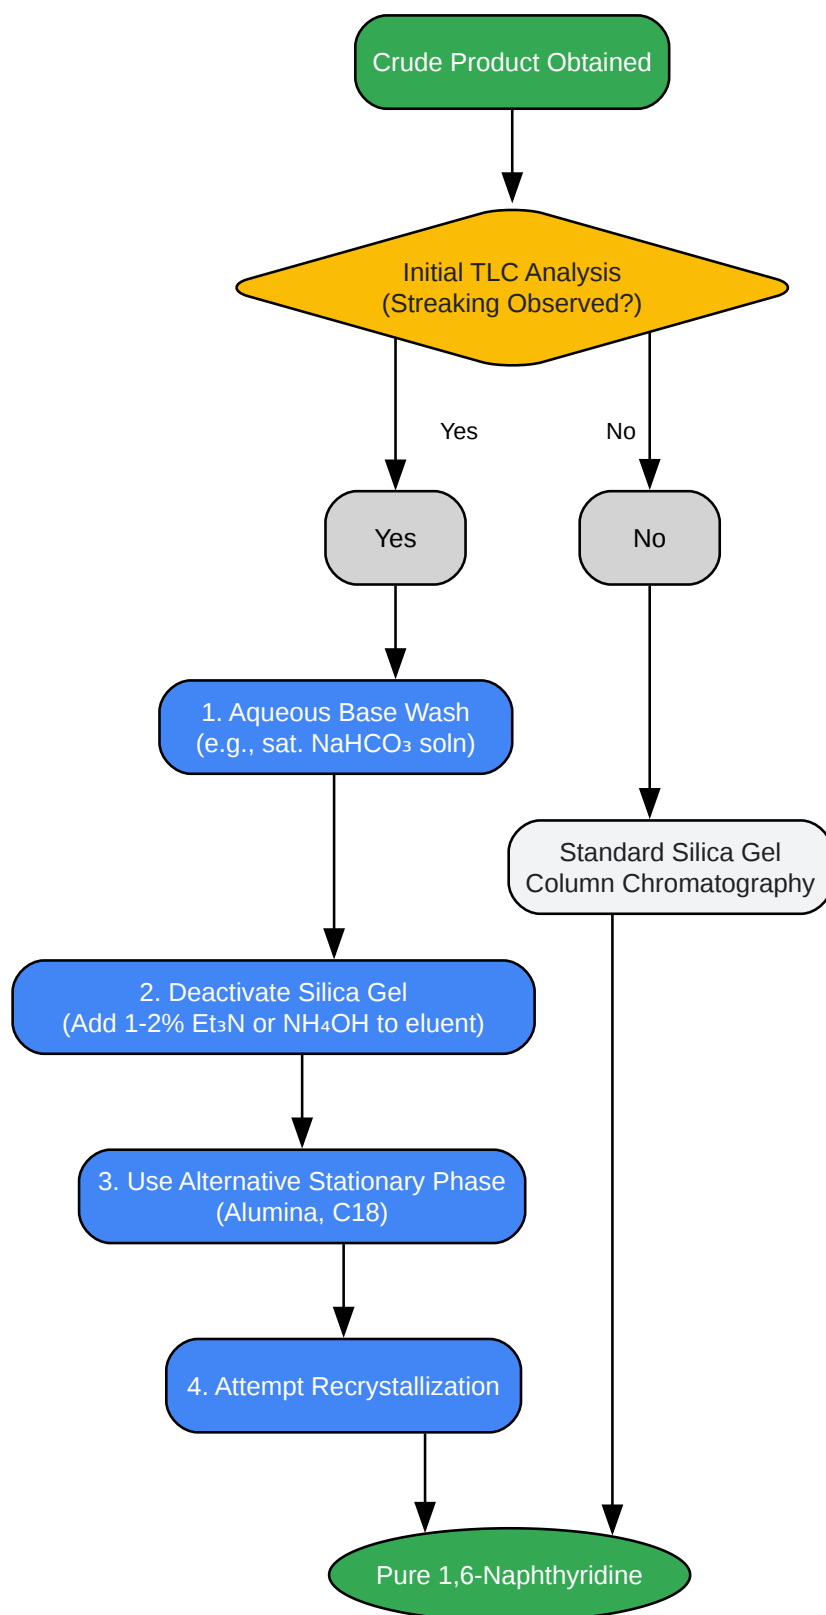 Crude Product Obtained
Initial TLC Analysis
(Streaking Observed?)
Yes
No
Yes
No
1. Aqueous Base Wash
(e.g., sat. NaHCO₃ soln)
Standard Silica Gel
Column Chromatography
2. Deactivate Silica Gel
(Add 1-2% Et₃N or NH₄OH to eluent)
3. Use Alternative Stationary Phase
(Alumina, C18)
4. Attempt Recrystallization
Pure 1,6-Naphthyridine